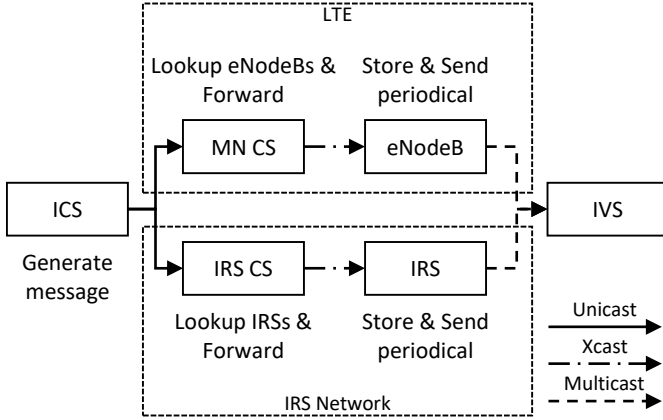 LTE
Lookup eNodeBs &
Forward
Store & Send
periodical
MN CS
eNodeB
ICS
IVS
Generate
message
IRS CS
IRS
Lookup IRSs &
Forward
Store & Send
periodical
IRS Network
Unicast
Xcast
Multicast